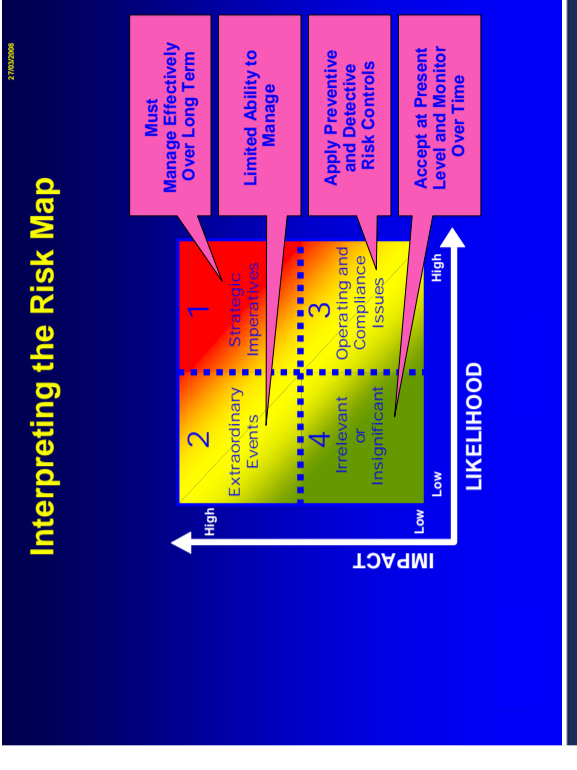 27/03/2008
Interpreting the Risk Map
IMPACT
High
Low
2
Extraordinary
Events
1
Strategic
Imperatives
4
Irrelevant
or
Insignificant
3
Operating and
Compliance
Issues
Low
High
LIKELIHOOD
Must
Manage Effectively
Over Long Term
Limited Ability to
Manage
Apply Preventive
and Detective
Risk Controls
Accept at Present
Level and Monitor
Over Time